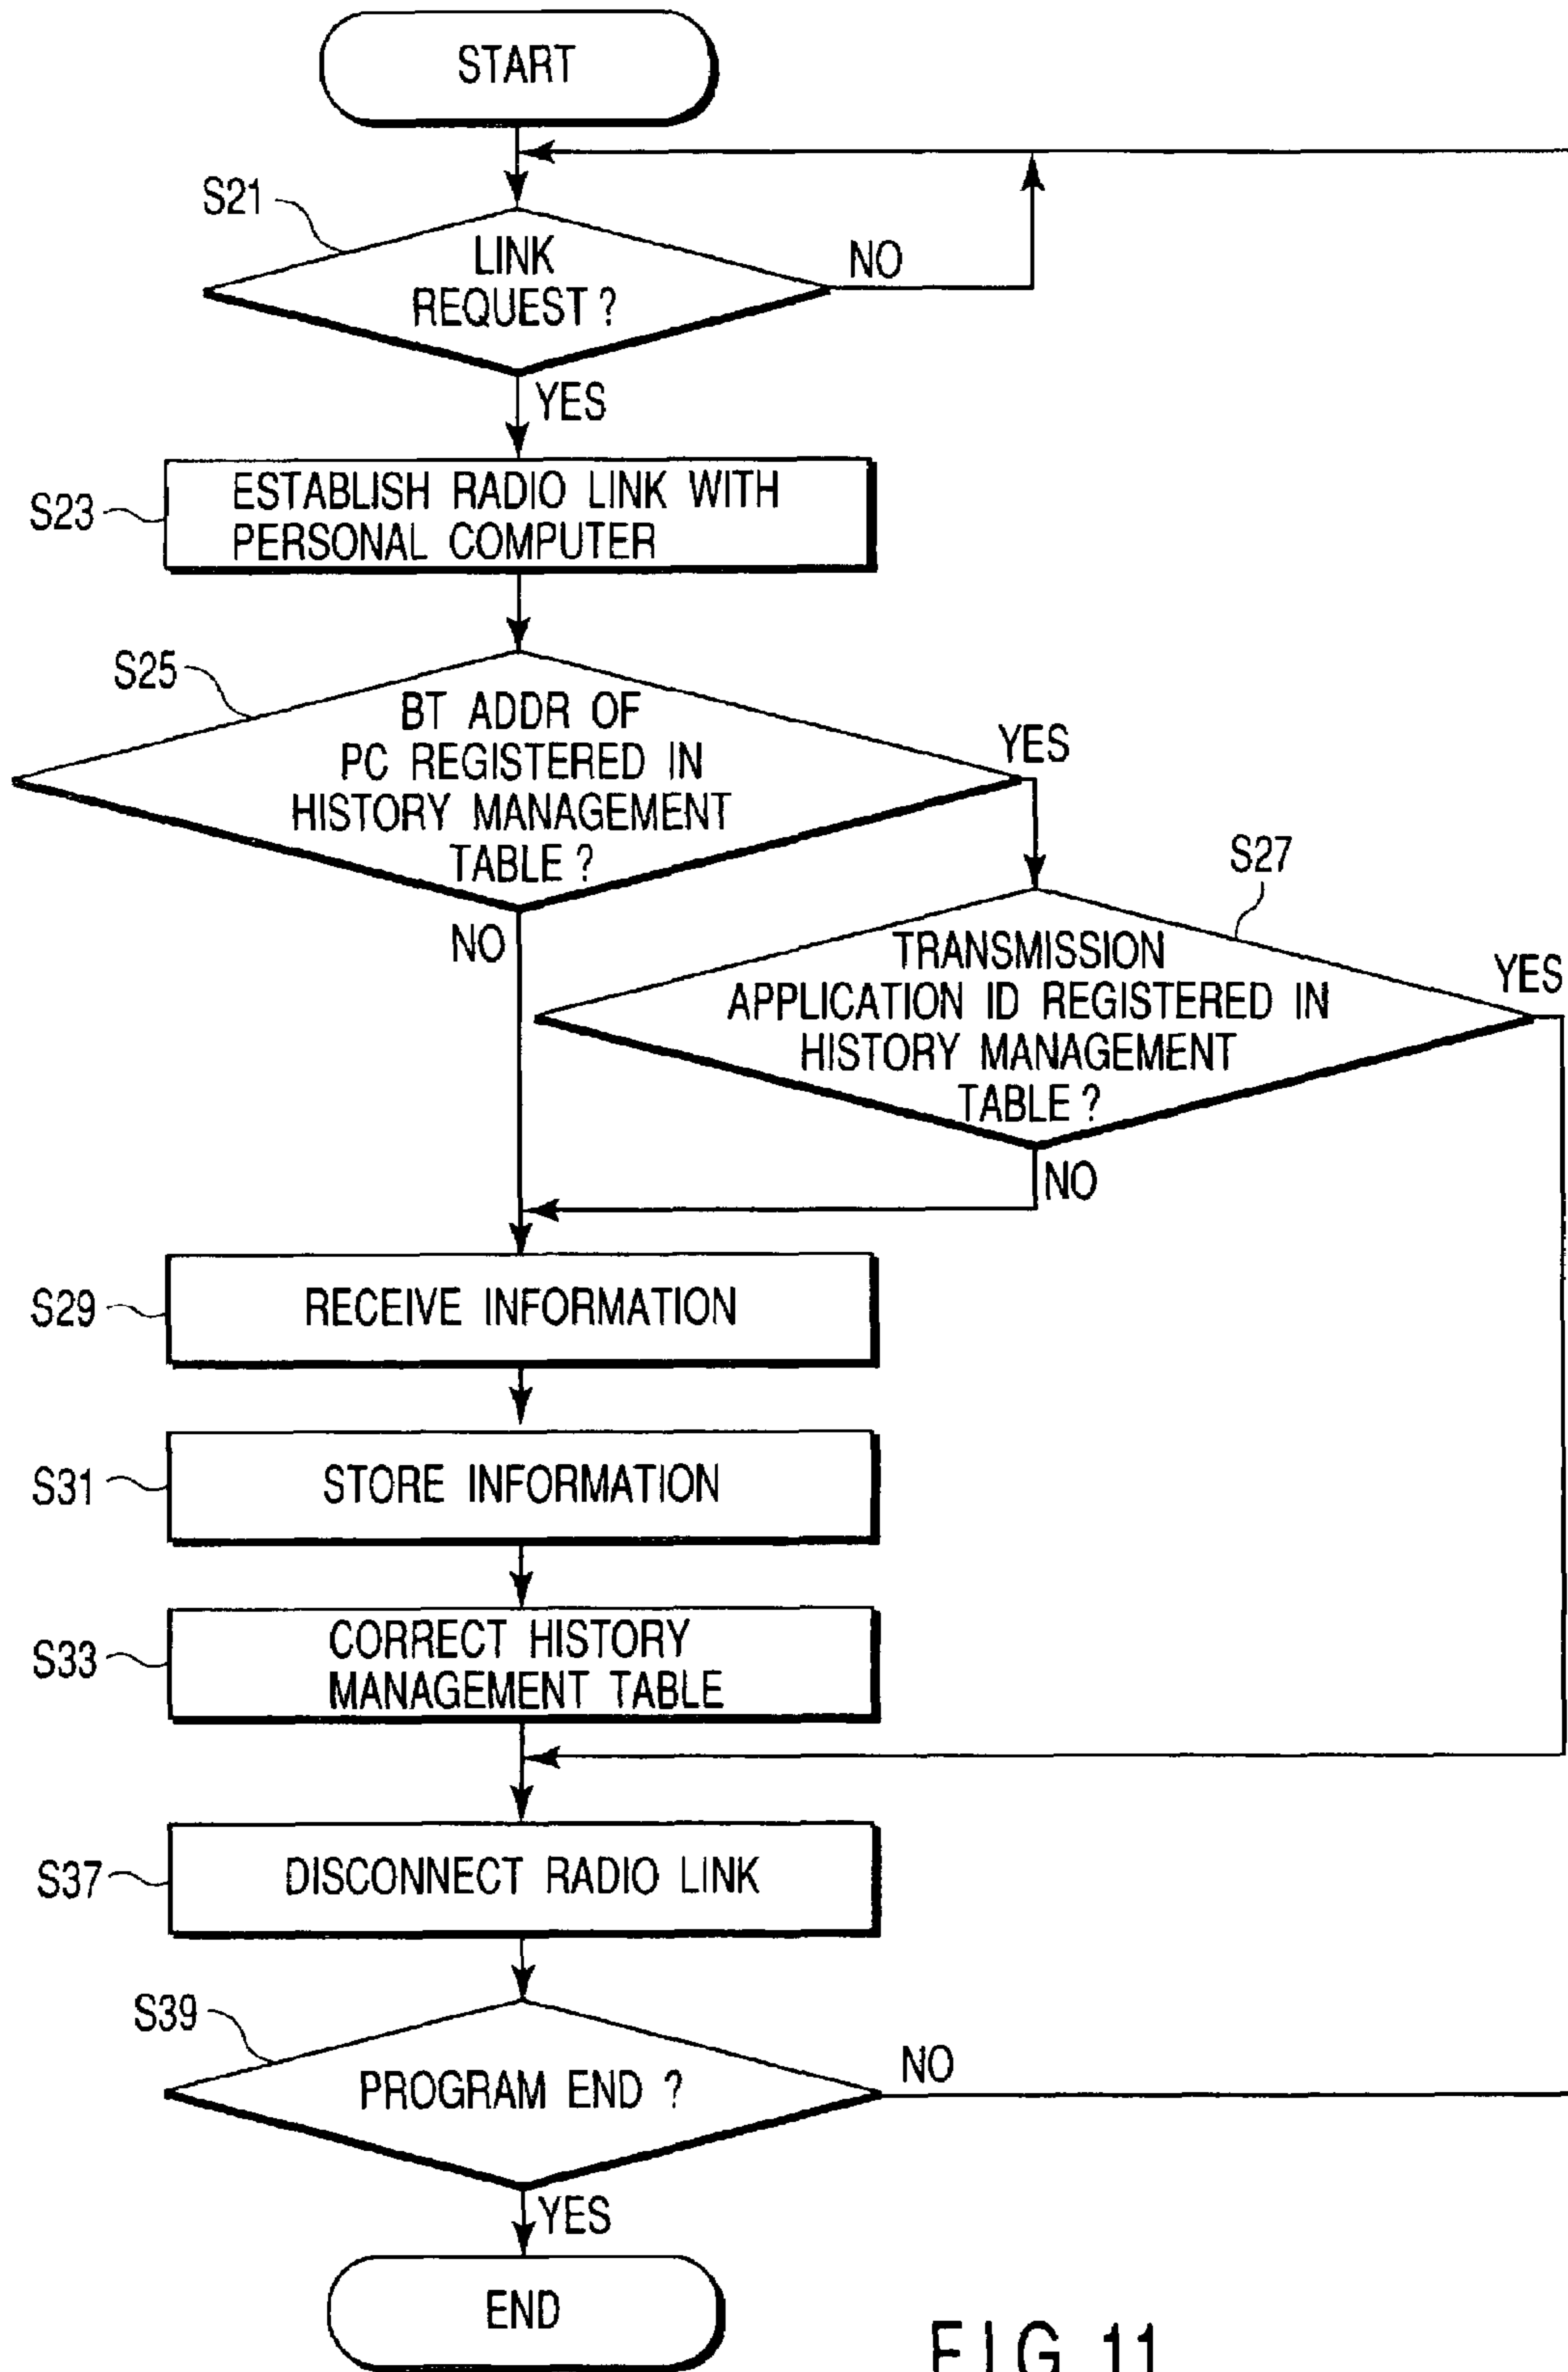 START
S21
LINK
REQUEST ?
NO
YES
S23
ESTABLISH RADIO LINK WITH
PERSONAL COMPUTER
S25
BT ADDR OF
PC REGISTERED IN
HISTORY MANAGEMENT
TABLE ?
YES
NO
S27
TRANSMISSION
APPLICATION ID REGISTERED IN
HISTORY MANAGEMENT
TABLE ?
YES
NO
S29
RECEIVE INFORMATION
S31
STORE INFORMATION
S33
CORRECT HISTORY
MANAGEMENT TABLE
S37
DISCONNECT RADIO LINK
S39
PROGRAM END ?
NO
YES
END
FIG. 11